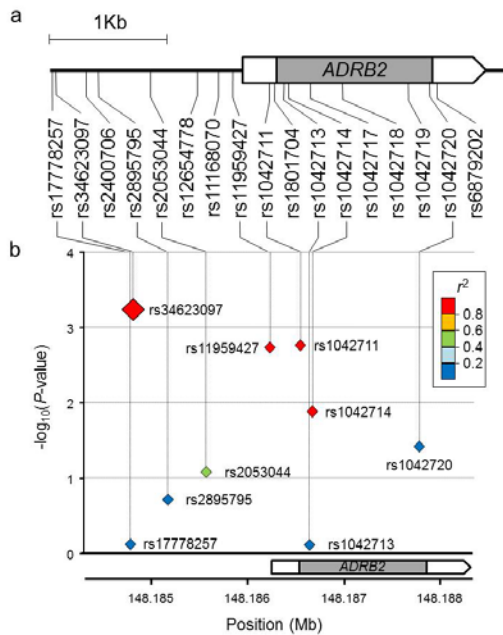 a
1Kb
ADRB2
rs17778257
rs34623097
rs2400706
rs2895795
rs2053044
rs12654778
rs11168070
rs11959427
rs1042711
rs1801704
rs1042713
rs1042714
rs1042717
rs1042718
rs1042719
rs1042720
rs6879202
b
4
3
2
1
0
-log10(P-value)
r2
0.8
0.6
0.4
0.2
rs34623097
rs11959427
rs1042711
rs1042714
rs1042720
rs2053044
rs2895795
rs17778257
rs1042713
ADRB2
148.185 148.186 148.187 148.188
Position (Mb)